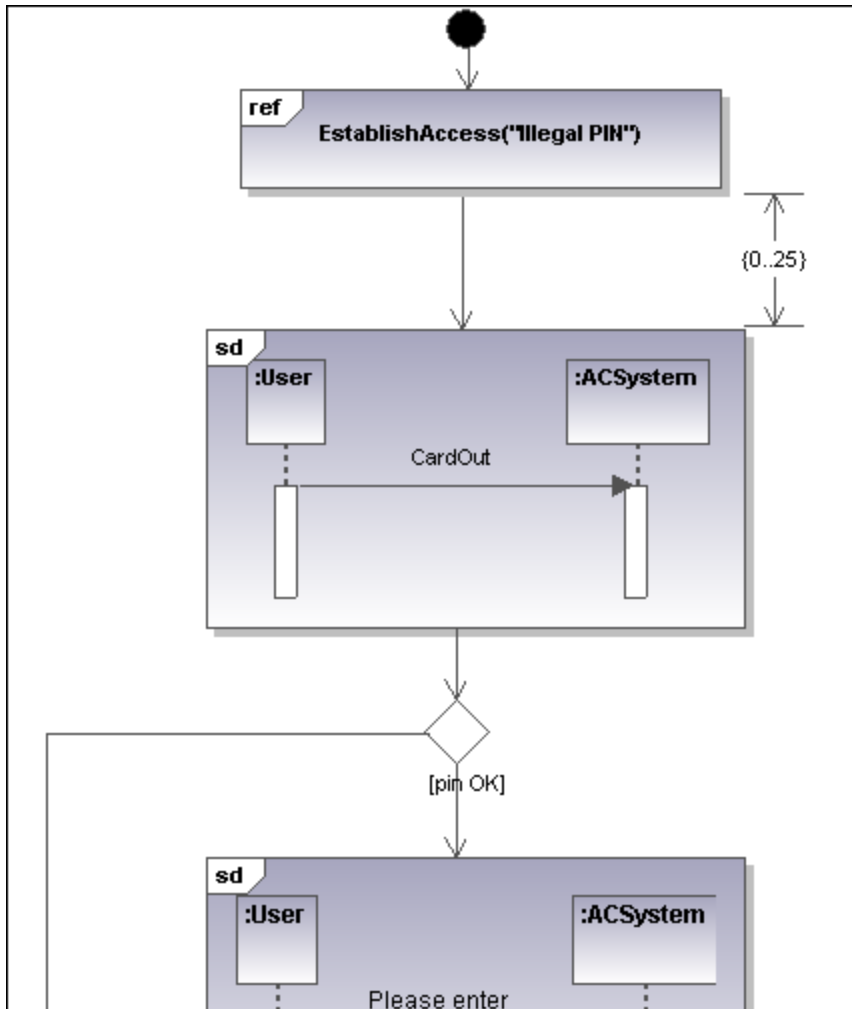 ref
EstablishAccess("Illegal PIN")
{0..25}
sd
:User
:ACSystem
CardOut
[pin OK]
sd
:User
:ACSystem
Please enter